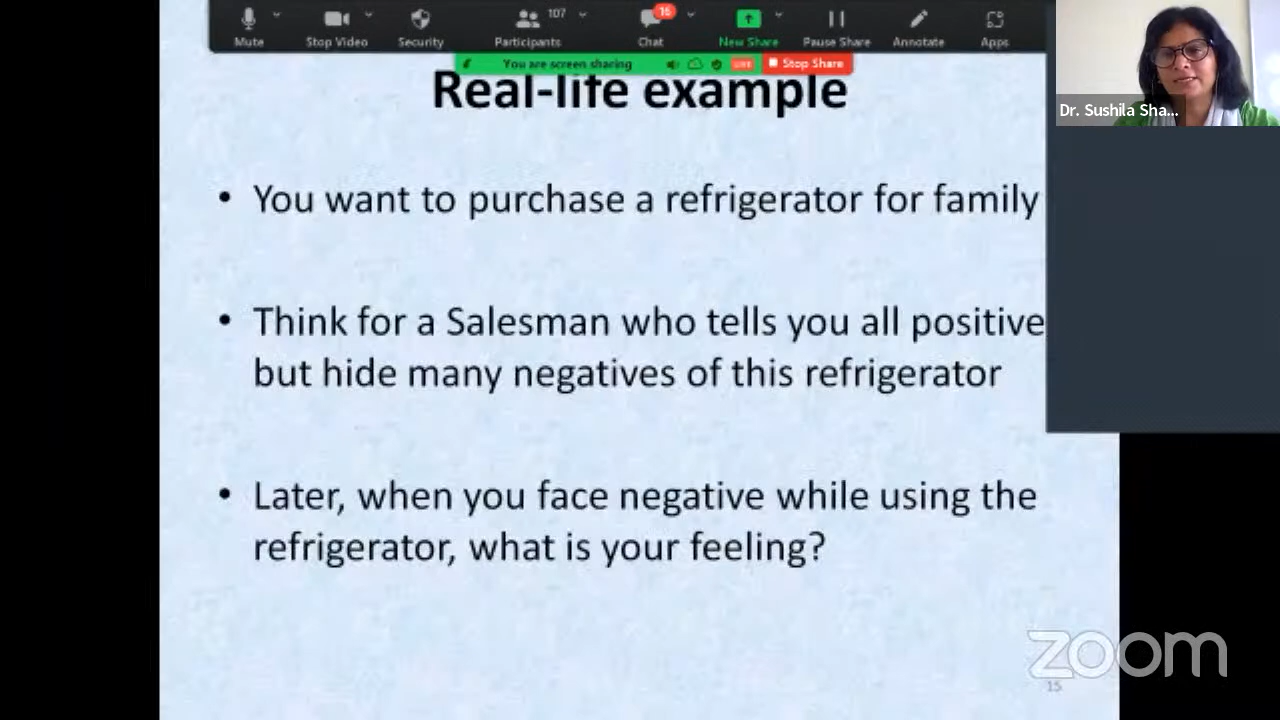 107
16
Mute
Stop Video
Security
Participants
Chat
New Share
Pause Share
Annotate
Apps
You are screen sharing
LIVE
Stop Share
Dr. Sushila Sha...
Real-life example
• You want to purchase a refrigerator for family
• Think for a Salesman who tells you all positive
but hide many negatives of this refrigerator
• Later, when you face negative while using the
refrigerator, what is your feeling?
zoom
15